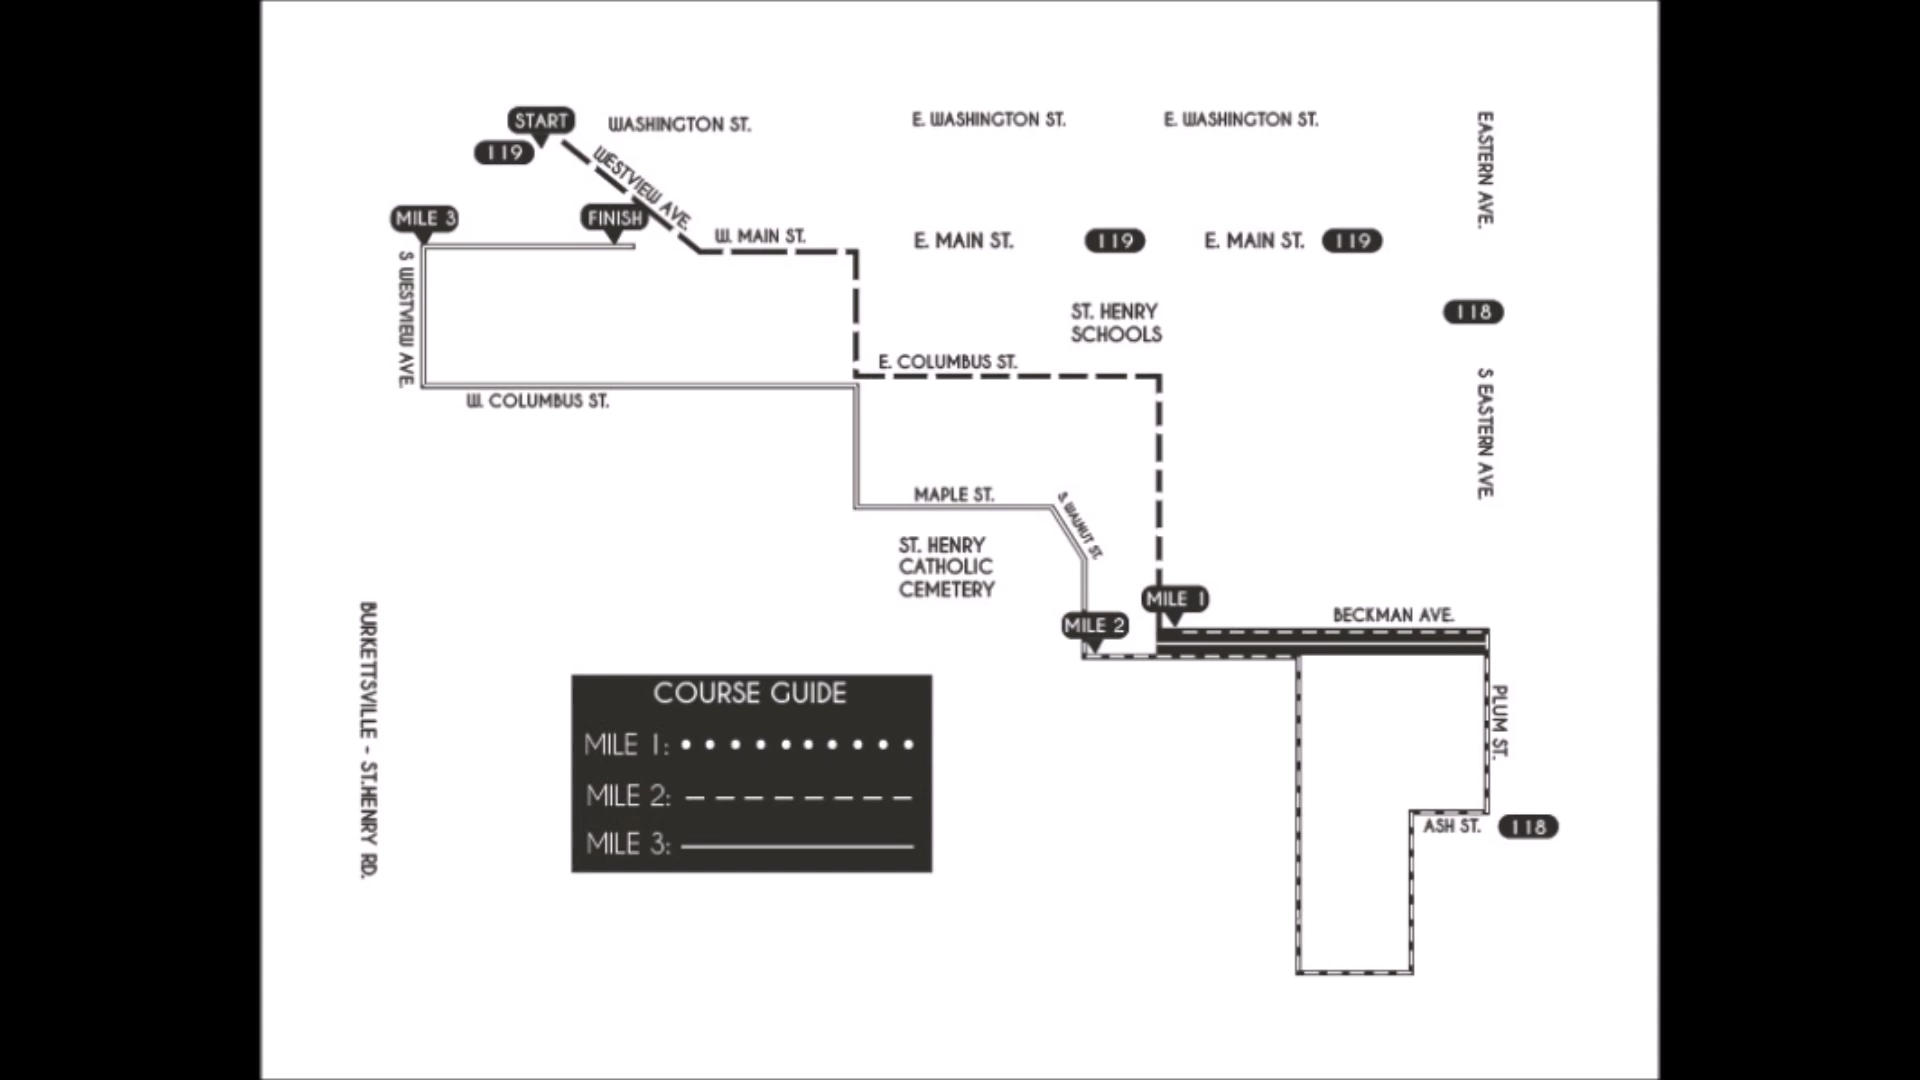 START
WASHINGTON ST.
E. WASHINGTON ST.
E. WASHINGTON ST.
EASTERN AVE.
119
WESTVIEW AVE.
MILE 3
FINISH
W. MAIN ST.
E. MAIN ST.
119
E. MAIN ST.
119
S WESTVIEW AVE.
ST. HENRY
SCHOOLS
118
E. COLUMBUS ST.
S EASTERN AVE
W. COLUMBUS ST.
MAPLE ST.
S. WALNUT ST.
ST. HENRY
CATHOLIC
CEMETERY
MILE 1
MILE 2
BECKMAN AVE.
BURKETTSVILLE - ST.HENRY RD.
PLUM ST.
COURSE GUIDE
MILE 1:
MILE 2:
MILE 3:
ASH ST.
118